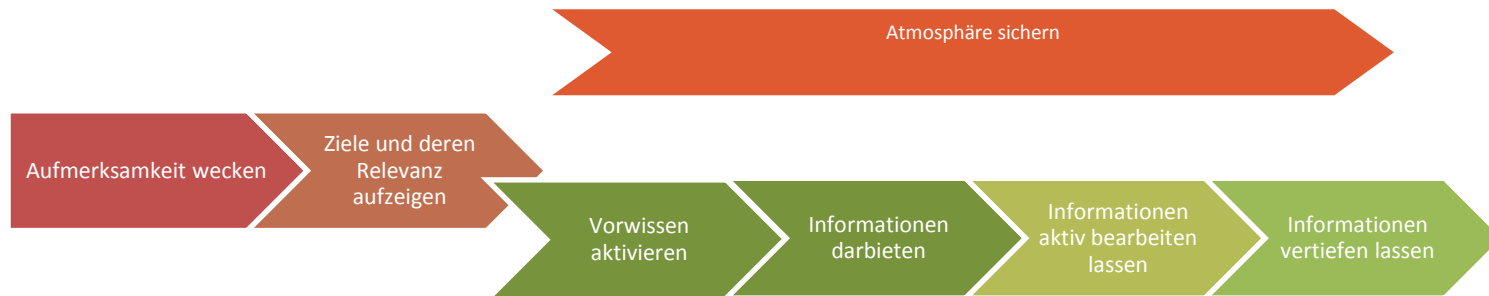 Atmosphäre sichern
Aufmerksamkeit wecken
Ziele und deren
Relevanz
aufzeigen
Vorwissen
aktivieren
Informationen
darbieten
Informationen
aktiv bearbeiten
lassen
Informationen
vertiefen lassen